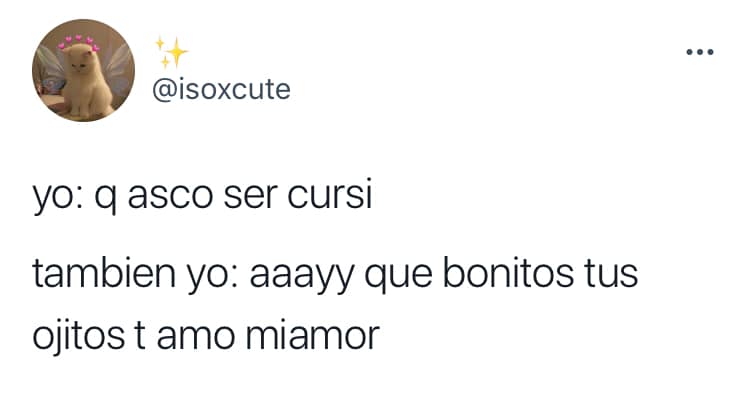 ✨
@isoxcute
yo: q asco ser cursi
tambien yo: aaayy que bonitos tus
ojitos t amo miamor